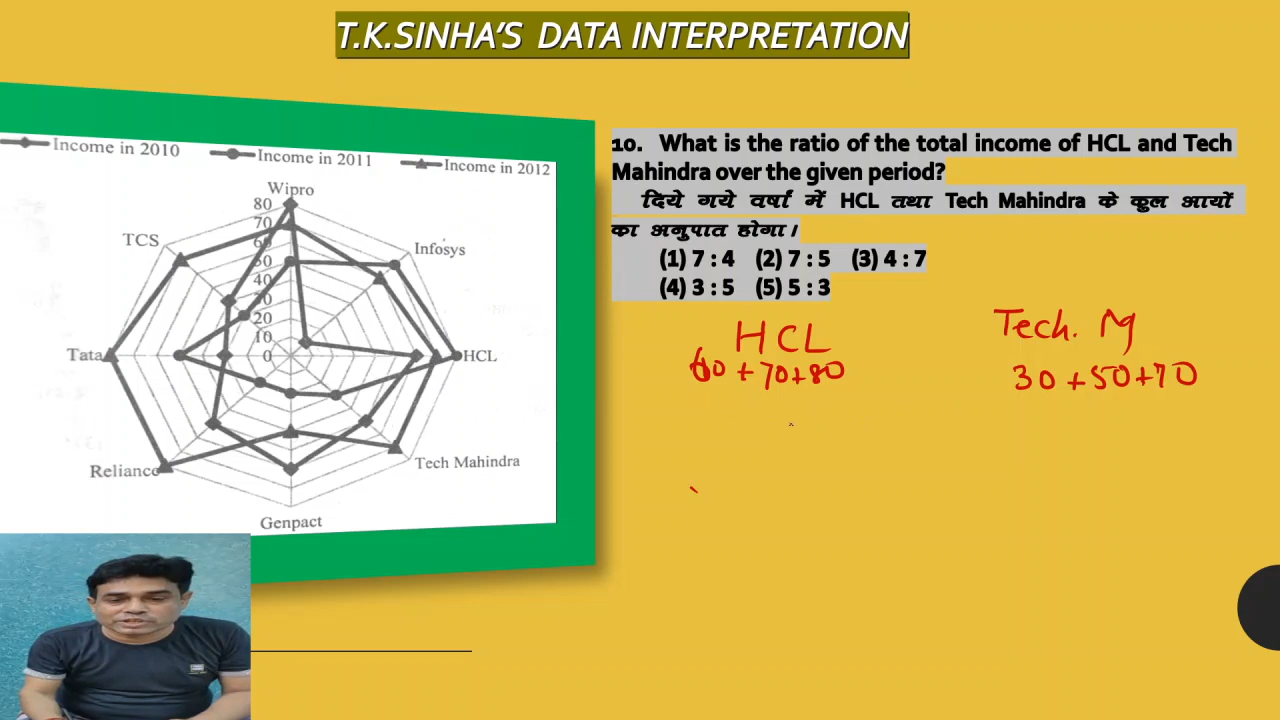 T.K.SINHA'S DATA INTERPRETATION
Income in 2010
Income in 2011
Income in 2012
Wipro
80
70
60
TCS
Infosys
40
30
20
10
0
Tata
HCL
Reliance
Tech Mahindra
Genpact
10. What is the ratio of the total income of HCL and Tech
Mahindra over the given period?
दिये गये वर्षों में HCL तथा Tech Mahindra के कुल आयों
का अनुपात होगा।
(1) 7 : 4 (2) 7 : 5 (3) 4 : 7
(4) 3 : 5 (5) 5 : 3
HCL
60 + 70 + 80
Tech. M
30 + 50 + 70